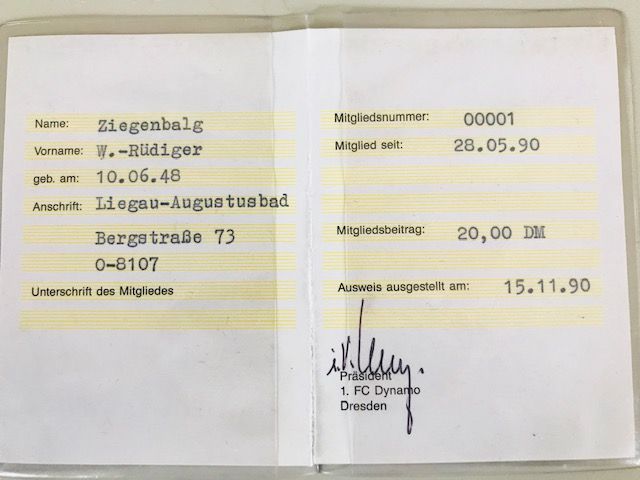 Name: Ziegenbalg
Vorname: W.-Rüdiger
geb. am: 10.06.48
Anschrift: Liegau-Augustusbad
Bergstraße 73
O-8107
Unterschrift des Mitgliedes
Mitgliedsnummer: 00001
Mitglied seit: 28.05.90
Mitgliedsbeitrag: 20,00 DM
Ausweis ausgestellt am: 15.11.90
i.V.
Präsident
1. FC Dynamo
Dresden